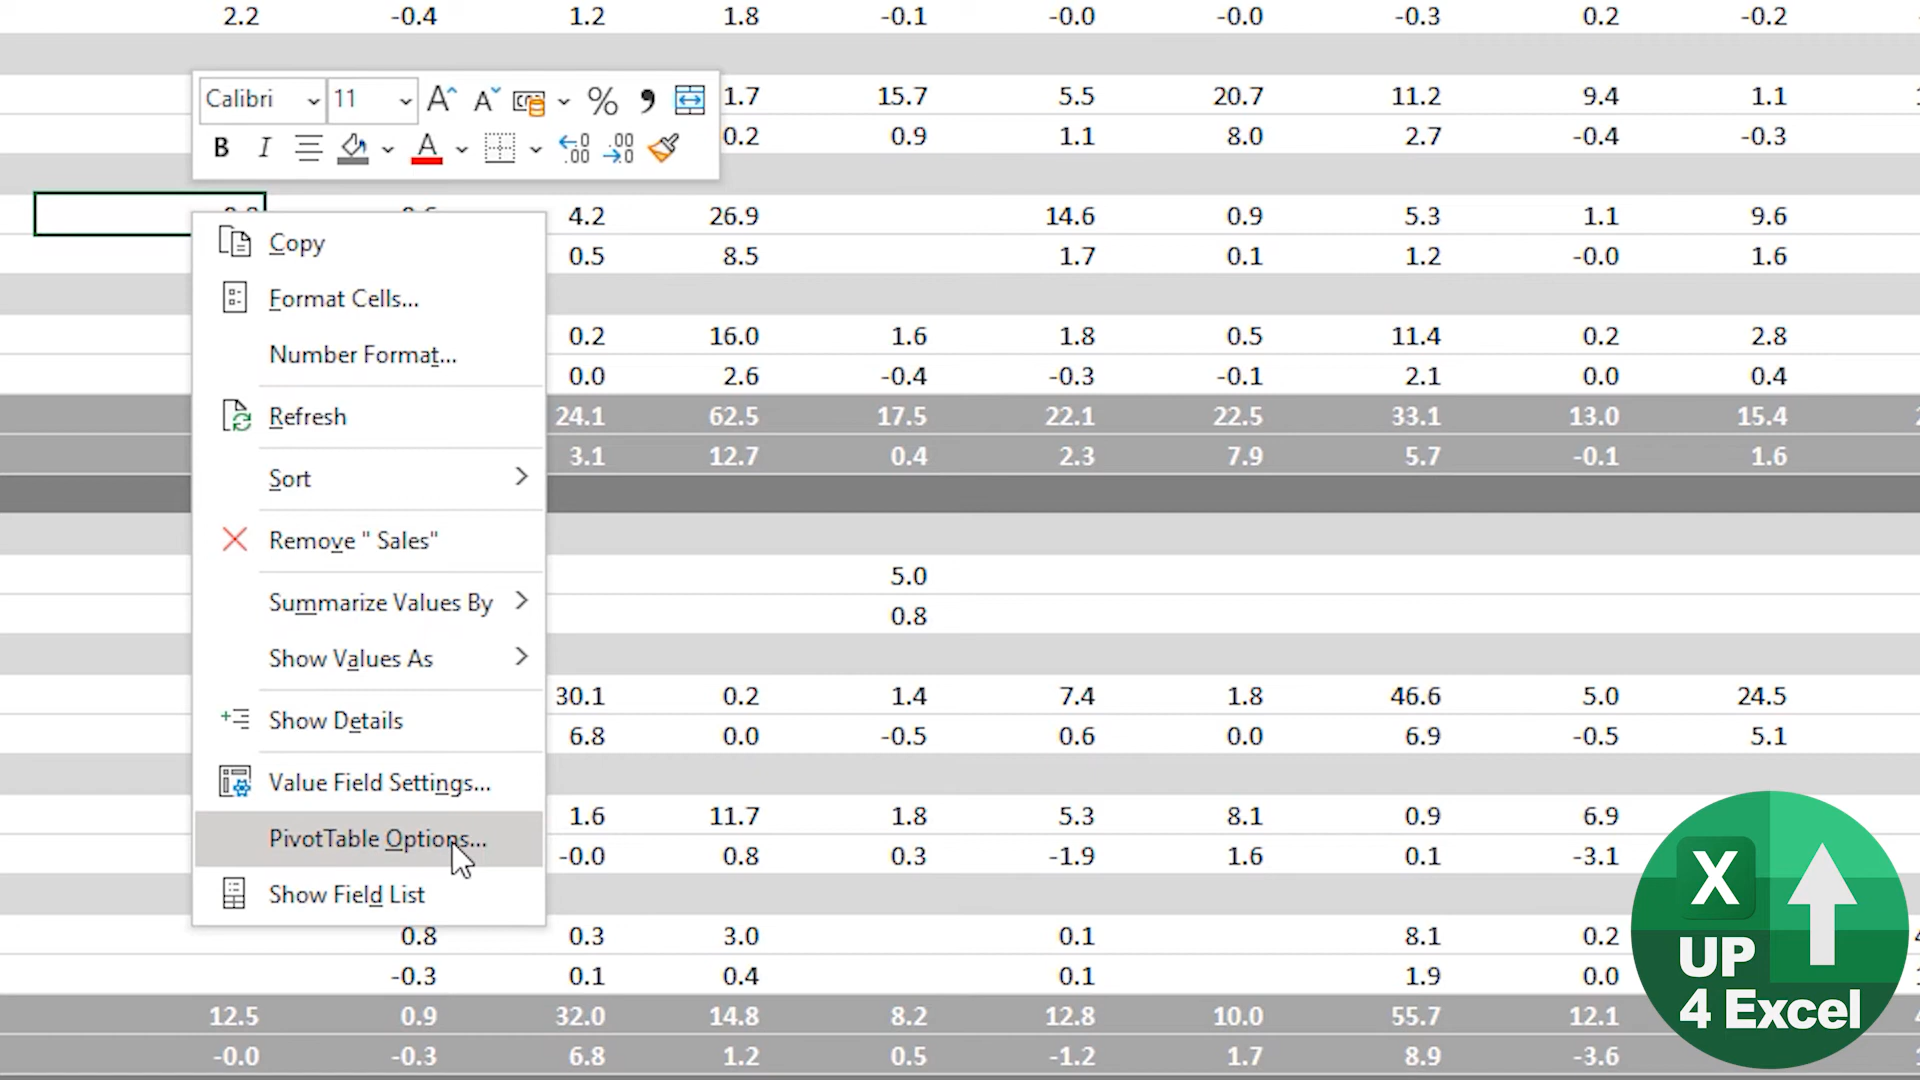 2.2 -0.4 1.2 1.8 -0.1 -0.0 -0.0 -0.3 0.2 -0.2
Calibri 11 % 1.7 15.7 5.5 20.7 11.2 9.4 1.1
B I A 0.2 0.9 1.1 8.0 2.7 -0.4 -0.3
4.2 26.9 14.6 0.9 5.3 1.1 9.6
Copy
0.5 8.5 1.7 0.1 1.2 -0.0 1.6
Format Cells...
0.2 16.0 1.6 1.8 0.5 11.4 0.2 2.8
Number Format...
0.0 2.6 -0.4 -0.3 -0.1 2.1 0.0 0.4
Refresh
24.1 62.5 17.5 22.1 22.5 33.1 13.0 15.4
3.1 12.7 0.4 2.3 7.9 5.7 -0.1 1.6
Sort
Remove " Sales"
5.0
Summarize Values By
0.8
Show Values As
30.1 0.2 1.4 7.4 1.8 46.6 5.0 24.5
Show Details
6.8 0.0 -0.5 0.6 0.0 6.9 -0.5 5.1
Value Field Settings...
1.6 11.7 1.8 5.3 8.1 0.9 6.9
PivotTable Options...
-0.0 0.8 0.3 -1.9 1.6 0.1 -3.1
Show Field List
0.8 0.3 3.0 0.1 8.1 0.2
-0.3 0.1 0.4 0.1 1.9 0.0
12.5 0.9 32.0 14.8 8.2 12.8 10.0 55.7 12.1
-0.0 -0.3 6.8 1.2 0.5 -1.2 1.7 8.9 -3.6
X
UP
4 Excel